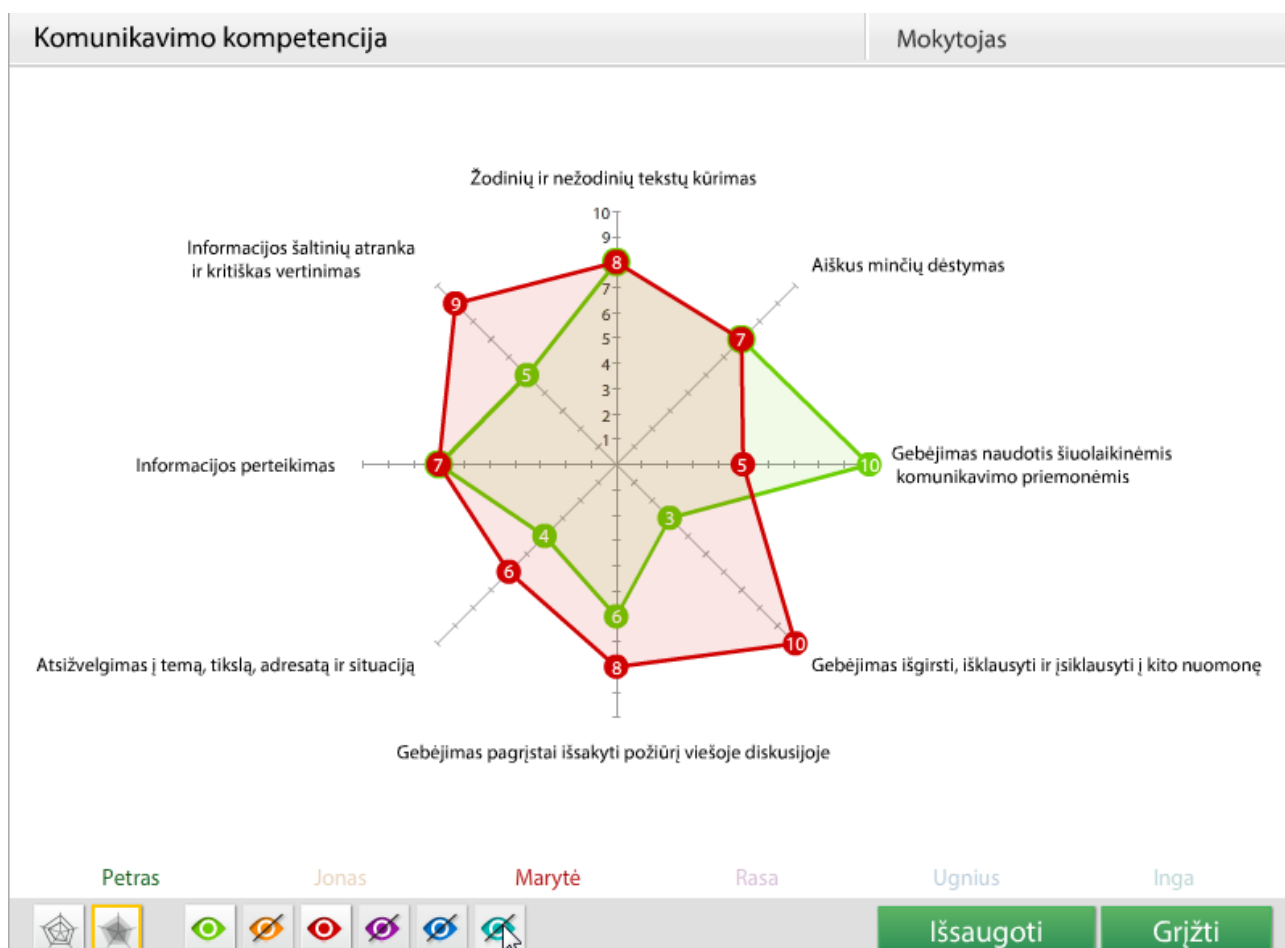 Komunikavimo kompetencija
Mokytojas
Žodinių ir nežodinių tekstų kūrimas
Informacijos šaltinių atranka
ir kritiškas vertinimas
Aiškus minčių dėstymas
10
9
8
7
6
5
4
3
2
1
9
7
5
7
5
10
Gebėjimas naudotis šiuolaikinėmis
komunikavimo priemonėmis
Informacijos perteikimas
3
4
6
6
8
10
Atsižvelgimas į temą, tikslą, adresatą ir situaciją
Gebėjimas išgirsti, išklausyti ir įsiklausyti į kito nuomonę
Gebėjimas pagrįstai išsakyti požiūrį viešoje diskusijoje
Petras
Jonas
Marytė
Rasa
Ugnius
Inga
Išsaugoti
Grįžti